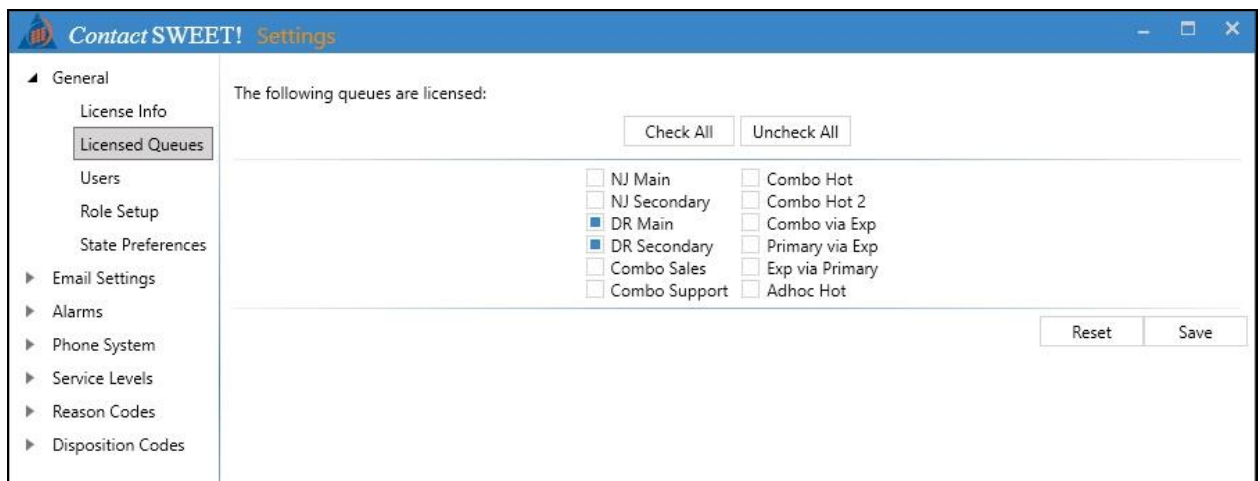 Contact SWEET! Settings
General
License Info
Licensed Queues
Users
Role Setup
State Preferences
Email Settings
Alarms
Phone System
Service Levels
Reason Codes
Disposition Codes
The following queues are licensed:
Check All Uncheck All
NJ Main Combo Hot
NJ Secondary Combo Hot 2
DR Main Combo via Exp
DR Secondary Primary via Exp
Combo Sales Exp via Primary
Combo Support Adhoc Hot
Reset Save